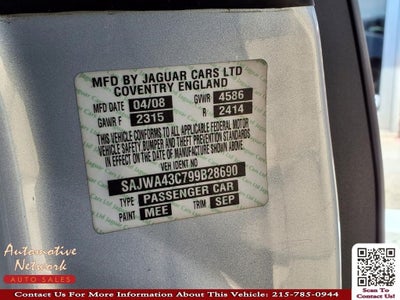 MFD BY JAGUAR CARS LTD
COVENTRY ENGLAND
MFD DATE 04/08 GVWR 4586
GAWR F 2315 R 2414
THIS VEHICLE CONFORMS TO ALL APPLICABLE FEDERAL MOTOR
VEHICLE SAFETY, BUMPER AND THEFT PREVENTION STANDARDS
IN EFFECT ON THE DATE OF MANUFACTURE SHOWN ABOVE
VEH IDENT NO
SAJWA43C799B28690
TYPE PASSENGER CAR
PAINT MEE TRIM SEP
Automotive
Network
AUTO SALES
Scan To
Contact Us!
Contact Us For More Information About This Vehicle: 215-785-0944